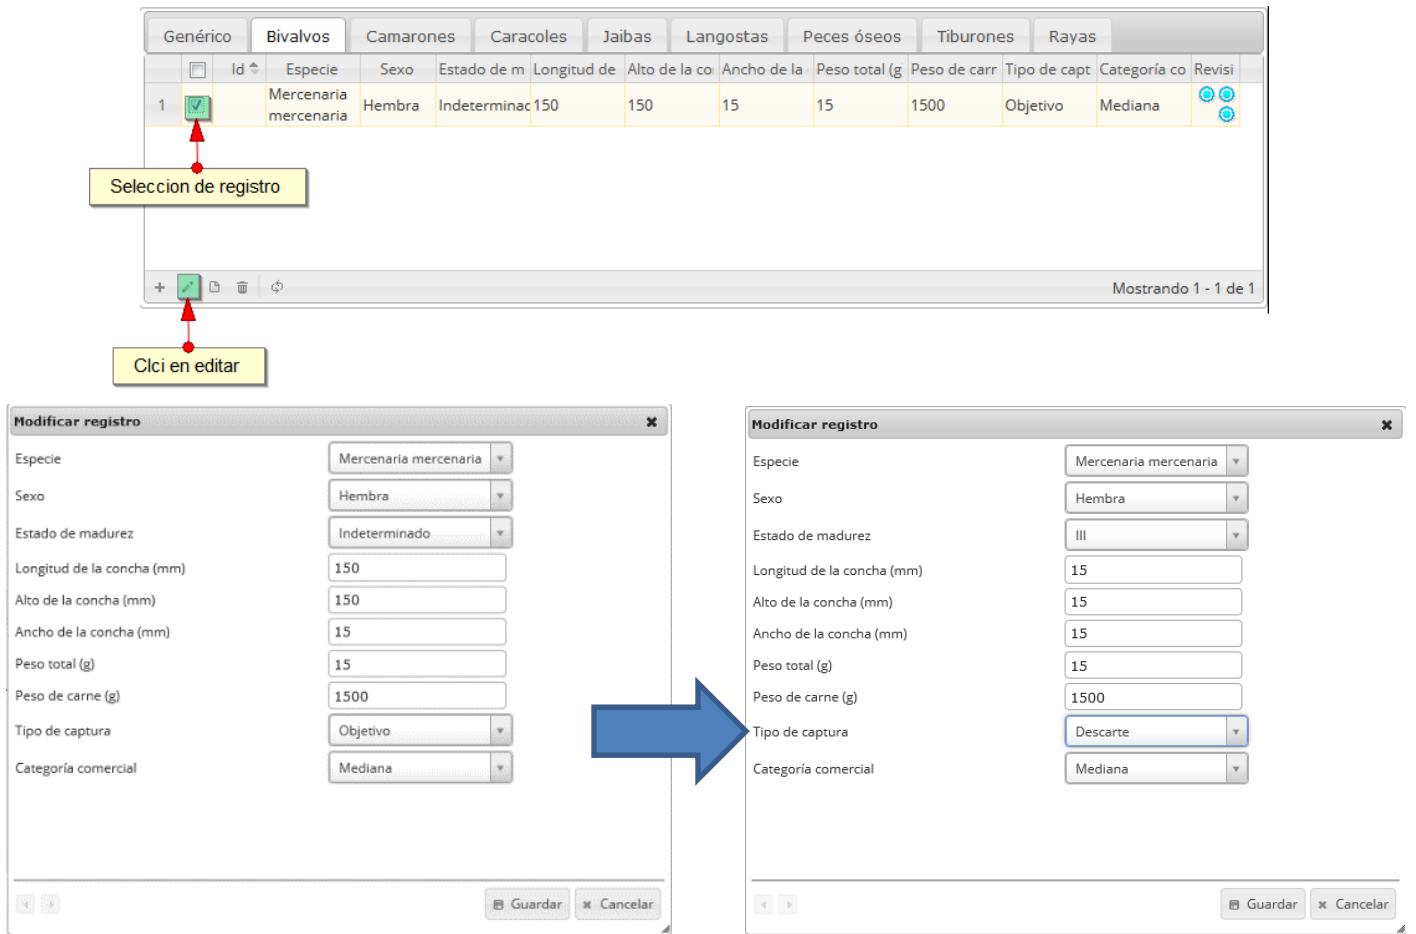 Genérico Bivalvos Camarones Caracoles Jaibas Langostas Peces óseos Tiburones Rayas
Id Especie Sexo Estado de m Longitud de Alto de la co Ancho de la Peso total (g Peso de carr Tipo de capt Categoría co Revisi
1 Mercenaria mercenaria Hembra Indeterminac 150 150 15 15 1500 Objetivo Mediana
Seleccion de registro
Mostrando 1 - 1 de 1
Clci en editar
Modificar registro
Especie Mercenaria mercenaria
Sexo Hembra
Estado de madurez Indeterminado
Longitud de la concha (mm) 150
Alto de la concha (mm) 150
Ancho de la concha (mm) 15
Peso total (g) 15
Peso de carne (g) 1500
Tipo de captura Objetivo
Categoría comercial Mediana
Guardar Cancelar
Modificar registro
Especie Mercenaria mercenaria
Sexo Hembra
Estado de madurez III
Longitud de la concha (mm) 15
Alto de la concha (mm) 15
Ancho de la concha (mm) 15
Peso total (g) 15
Peso de carne (g) 1500
Tipo de captura Descarte
Categoría comercial Mediana
Guardar Cancelar